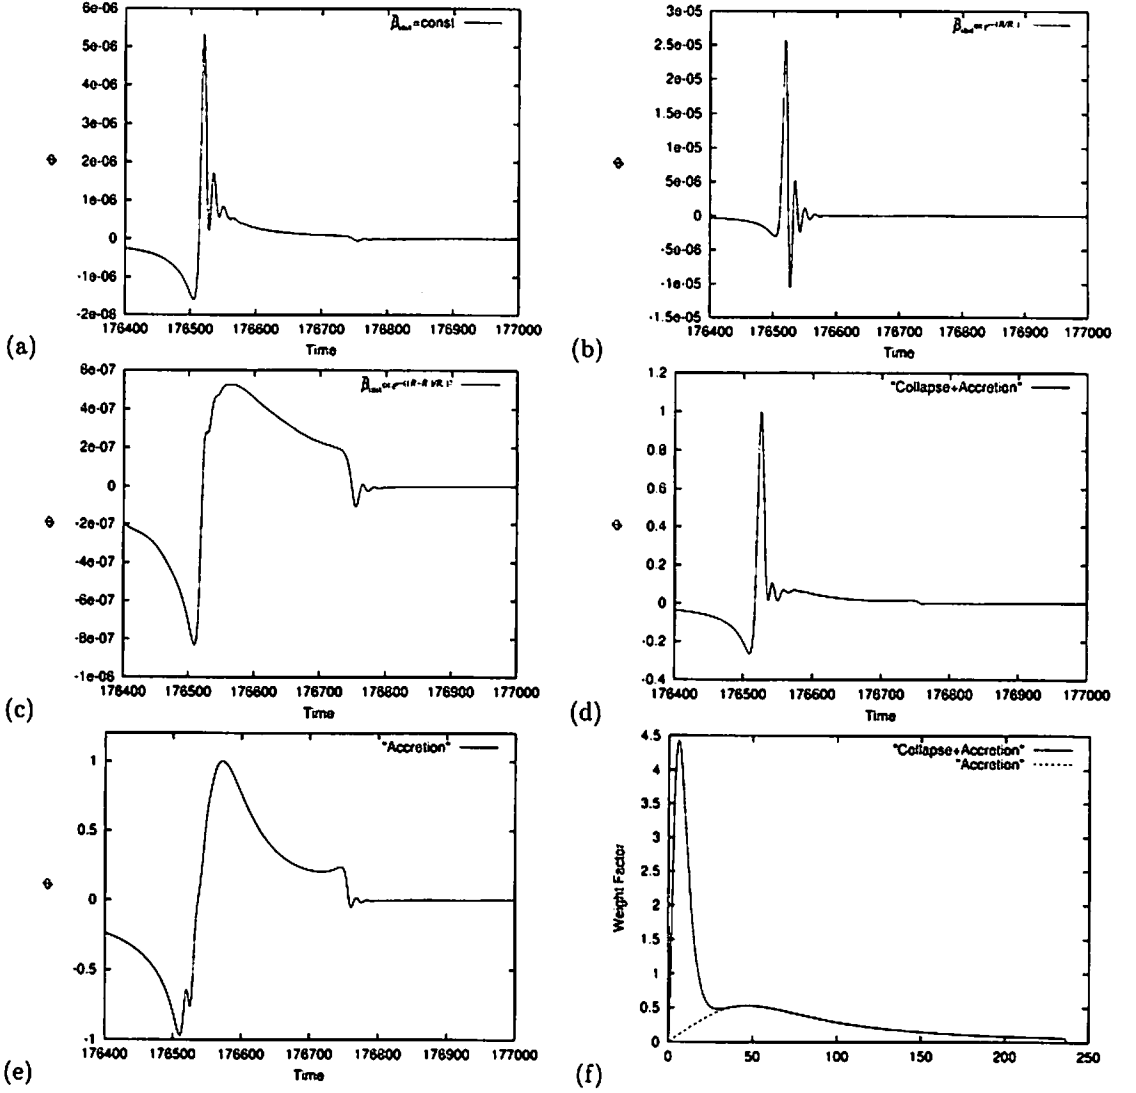 6e-06
5e-06
4e-06
3e-06
2e-06
1e-06
0
-1e-06
-2e-06
=const
Φ
176400 176500 176600 176700 176800 176900 177000
Time
(a)
3e-05
2.5e-05
2e-05
1.5e-05
1e-05
5e-06
0
-5e-06
-1e-05
-1.5e-05
Φ
176400 176500 176600 176700 176800 176900 177000
Time
(b)
6e-07
4e-07
2e-07
0
-2e-07
-4e-07
-6e-07
-8e-07
-1e-06
Φ
176400 176500 176600 176700 176800 176900 177000
Time
(c)
1.2
1
0.8
0.6
0.4
0.2
0
-0.2
-0.4
"Collapse+Accretion"
Φ
176400 176500 176600 176700 176800 176900 177000
Time
(d)
1
0.5
0
-0.5
-1
"Accretion"
Φ
176400 176500 176600 176700 176800 176900 177000
Time
(e)
4.5
4
3.5
3
2.5
2
1.5
1
0.5
0
"Collapse+Accretion"
"Accretion"
Weight Factor
0 50 100 150 200 250
(f)